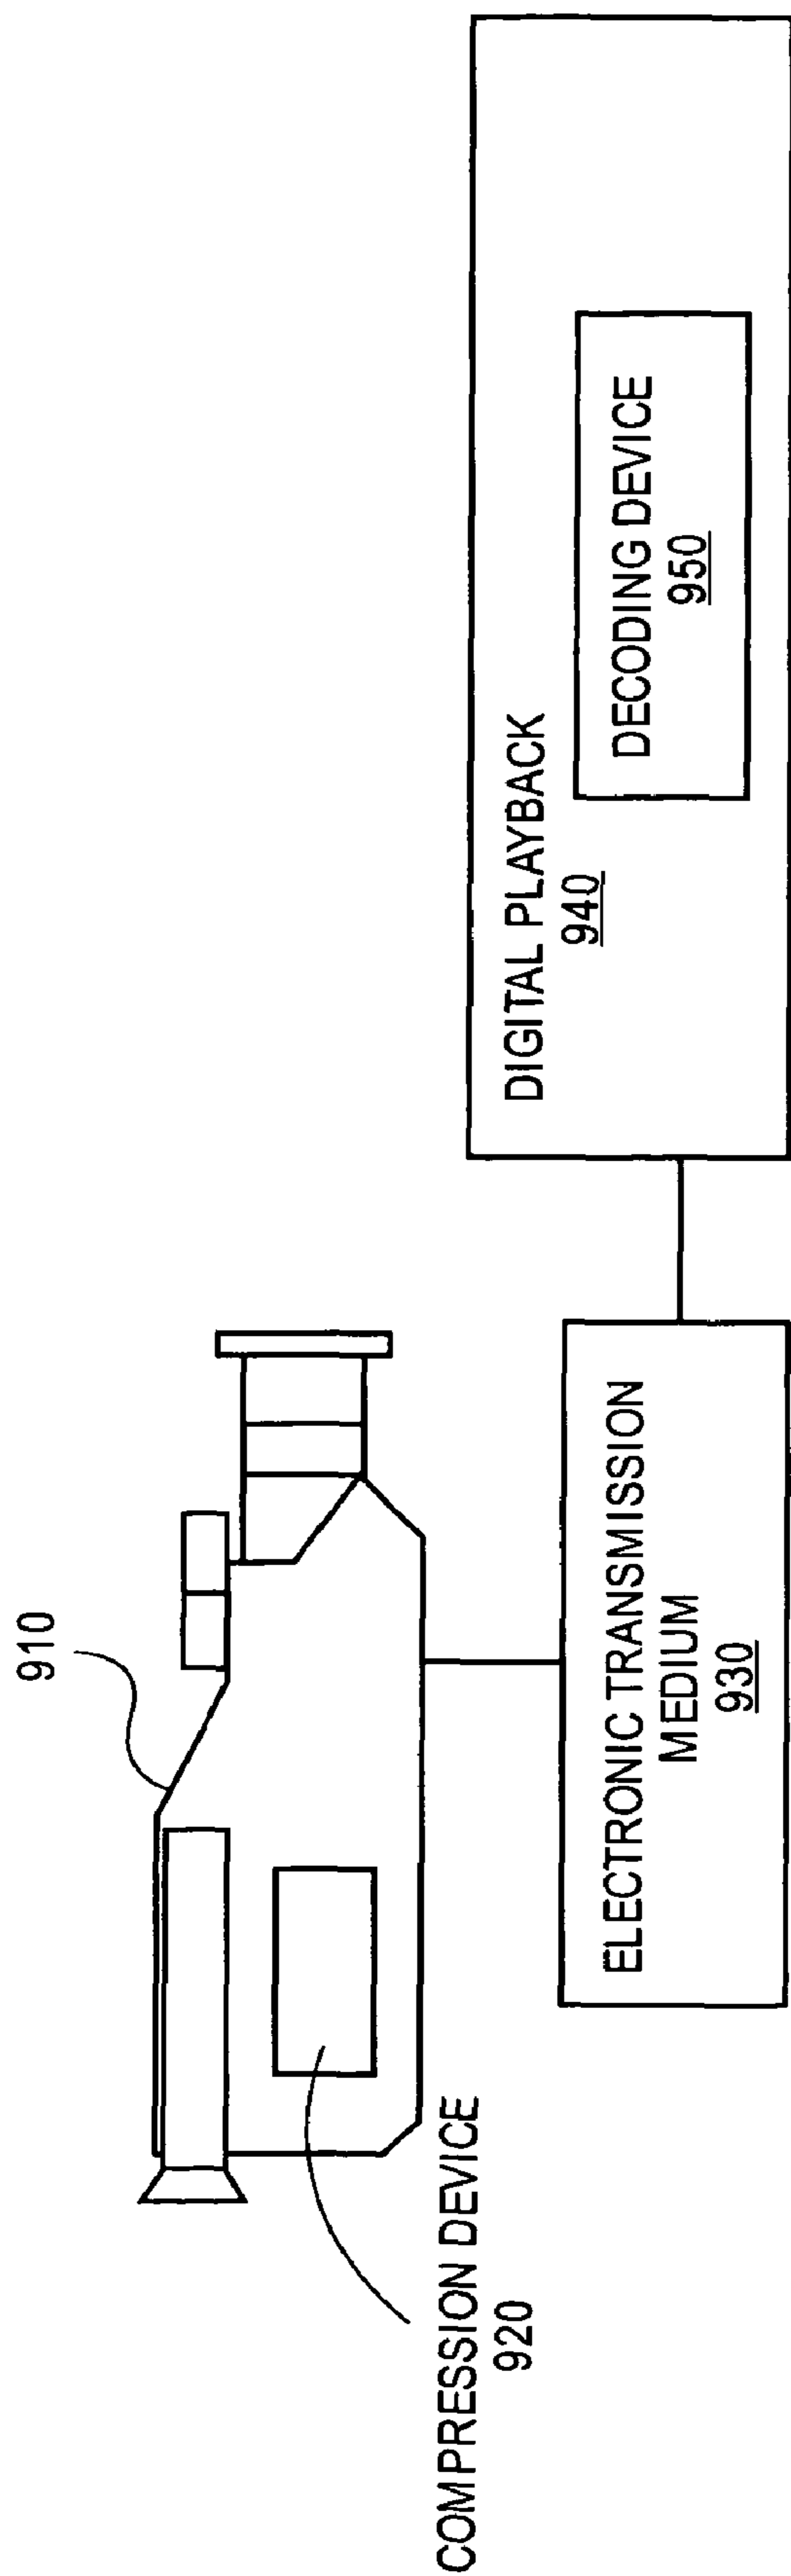 910
COMPRESSION DEVICE
920
ELECTRONIC TRANSMISSION
MEDIUM
930
DIGITAL PLAYBACK
940
DECODING DEVICE
950